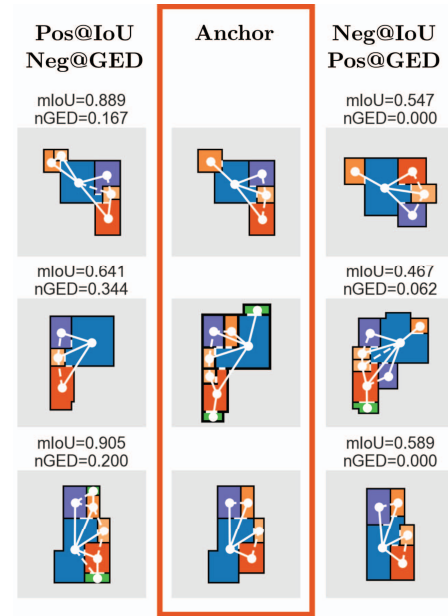 Pos@IoU
Neg@GED
Anchor
Neg@IoU
Pos@GED
mIoU=0.889
nGED=0.167
mIoU=0.547
nGED=0.000
mIoU=0.641
nGED=0.344
mIoU=0.467
nGED=0.062
mIoU=0.905
nGED=0.200
mIoU=0.589
nGED=0.000